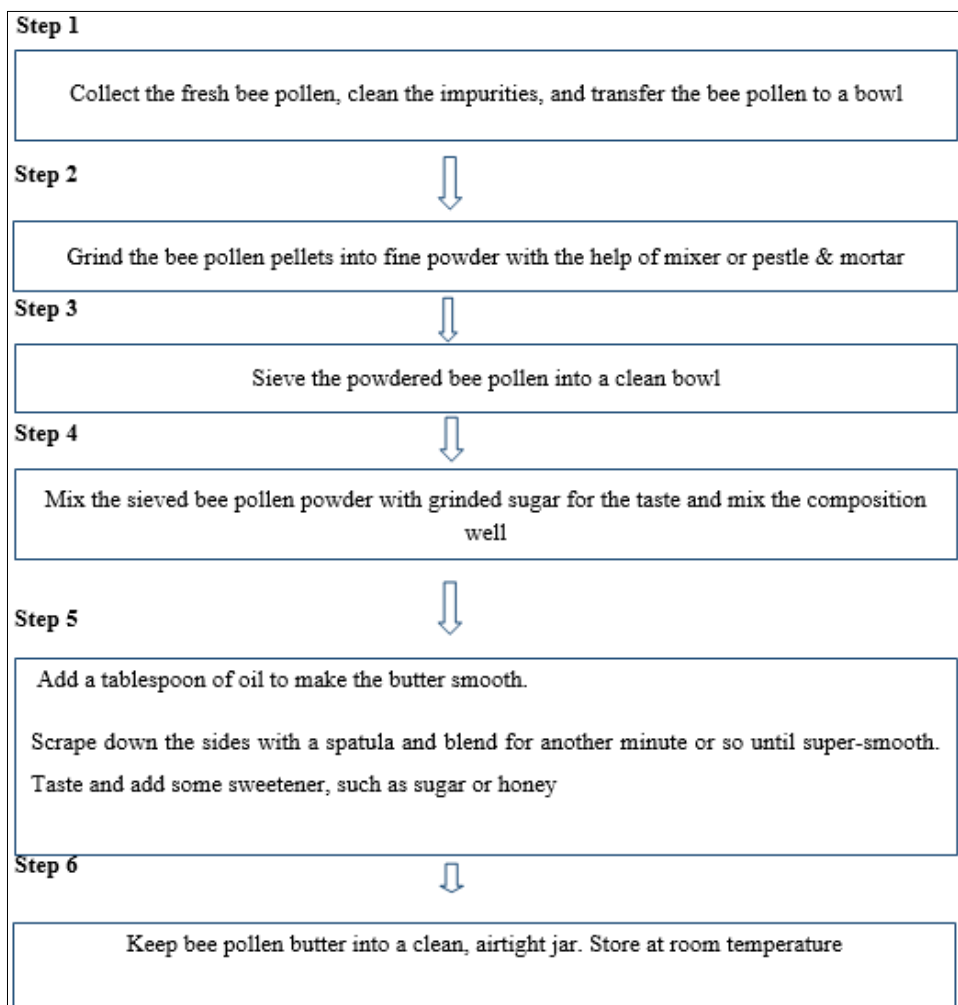 Step 1
Collect the fresh bee pollen, clean the impurities, and transfer the bee pollen to a bowl
Step 2
Grind the bee pollen pellets into fine powder with the help of mixer or pestle & mortar
Step 3
Sieve the powdered bee pollen into a clean bowl
Step 4
Mix the sieved bee pollen powder with grinded sugar for the taste and mix the composition
well
Step 5
Add a tablespoon of oil to make the butter smooth.
Scrape down the sides with a spatula and blend for another minute or so until super-smooth.
Taste and add some sweetener, such as sugar or honey
Step 6
Keep bee pollen butter into a clean, airtight jar. Store at room temperature